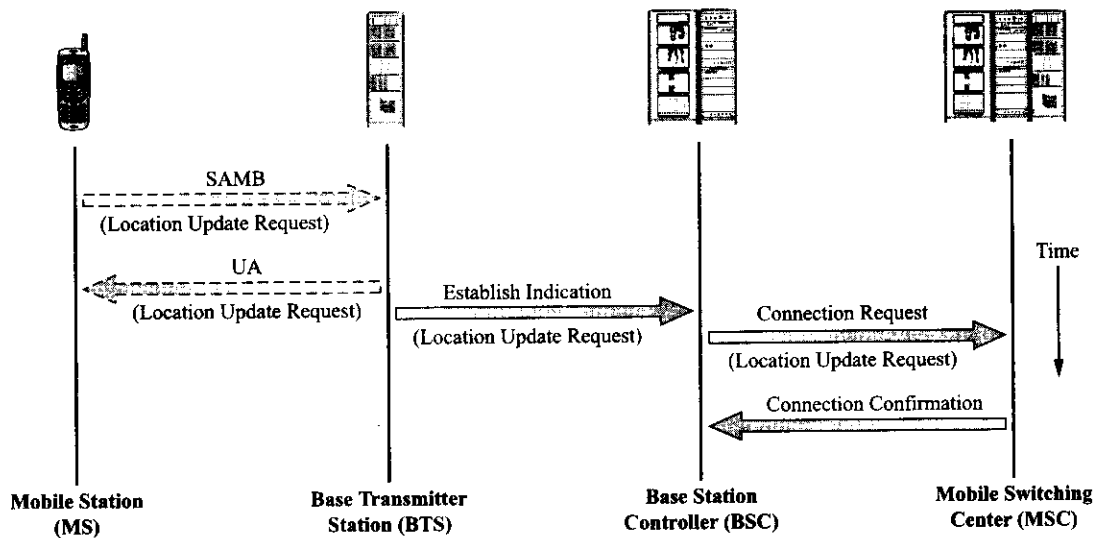 SAMB
(Location Update Request)
Time
UA
(Location Update Request)
Establish Indication
(Location Update Request)
Connection Request
(Location Update Request)
Connection Confirmation
Mobile Station
(MS)
Base Transmitter
Station (BTS)
Base Station
Controller (BSC)
Mobile Switching
Center (MSC)